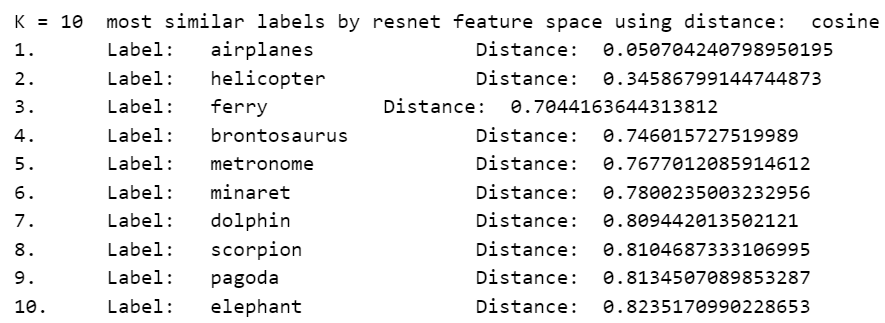 K = 10  most similar labels by resnet feature space using distance:  cosine
1.      Label:   airplanes              Distance:  0.050704240798950195
2.      Label:   helicopter             Distance:  0.34586799144744873
3.      Label:   ferry          Distance:  0.7044163644313812
4.      Label:   brontosaurus           Distance:  0.746015727519989
5.      Label:   metronome              Distance:  0.7677012085914612
6.      Label:   minaret                Distance:  0.7800235003232956
7.      Label:   dolphin                Distance:  0.809442013502121
8.      Label:   scorpion               Distance:  0.8104687333106995
9.      Label:   pagoda                 Distance:  0.8134507089853287
10.     Label:   elephant               Distance:  0.8235170990228653